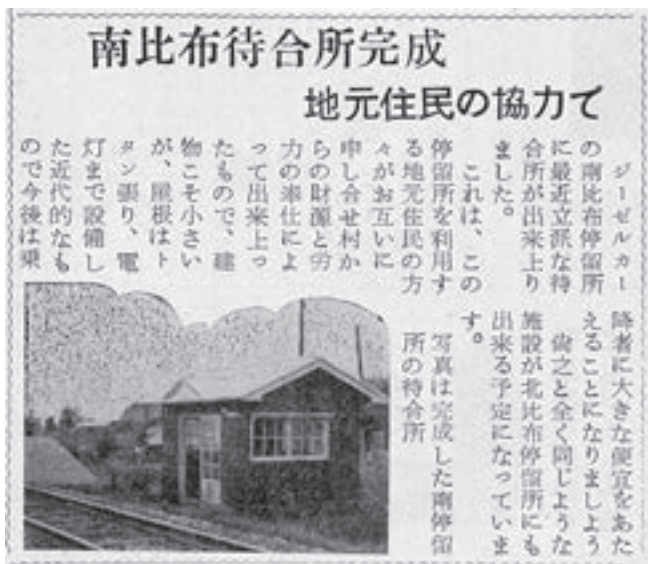 南比布待合所完成
地元住民の協力で
ジーゼルカー
の南比布停留所
に最近立派な待
合所が出来上り
ました。
これは、この
停留所を利用す
る地元住民の方
々がお互いに
申し合せ村か
らの財源と労
力の奉仕によ
って出来上っ
たもので、建
物こそ小さい
が、屋根はト
タン張り、電
灯まで設備し
た近代的なも
ので今後は乗
降者に大きな便宜をあた
えることになりましよう
尚之と全く同じような
施設が北比布停留所にも
出来る予定になっていま
す。
写真は完成した南停留
所の待合所